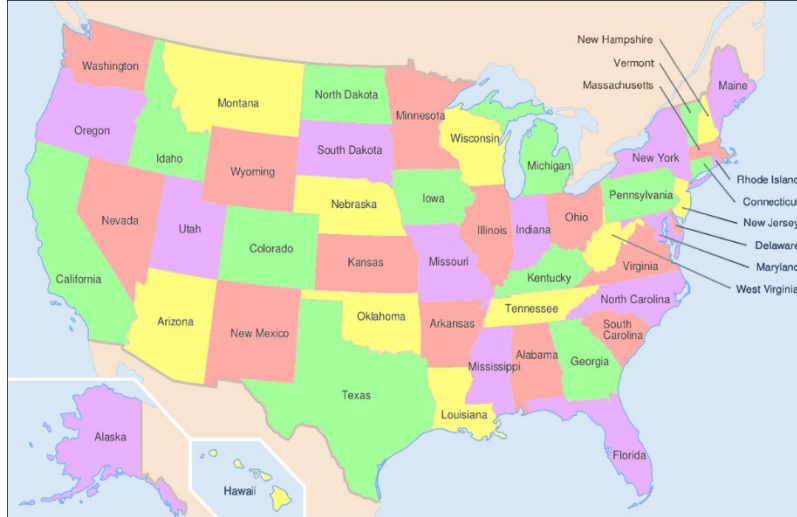 New Hampshire
Vermont
Massachusetts
Washington
Montana
North Dakota
Minnesota
Maine
Oregon
Idaho
Wyoming
South Dakota
Wisconsin
Michigan
New York
Rhode Island
Connecticut
New Jersey
Delaware
Maryland
West Virginia
Nevada
Utah
Colorado
Nebraska
Iowa
Illinois
Indiana
Ohio
Pennsylvania
California
Kansas
Missouri
Kentucky
Virginia
Arizona
New Mexico
Oklahoma
Arkansas
Tennessee
North Carolina
South
Carolina
Texas
Louisiana
Mississippi
Alabama
Georgia
Florida
Alaska
Hawaii